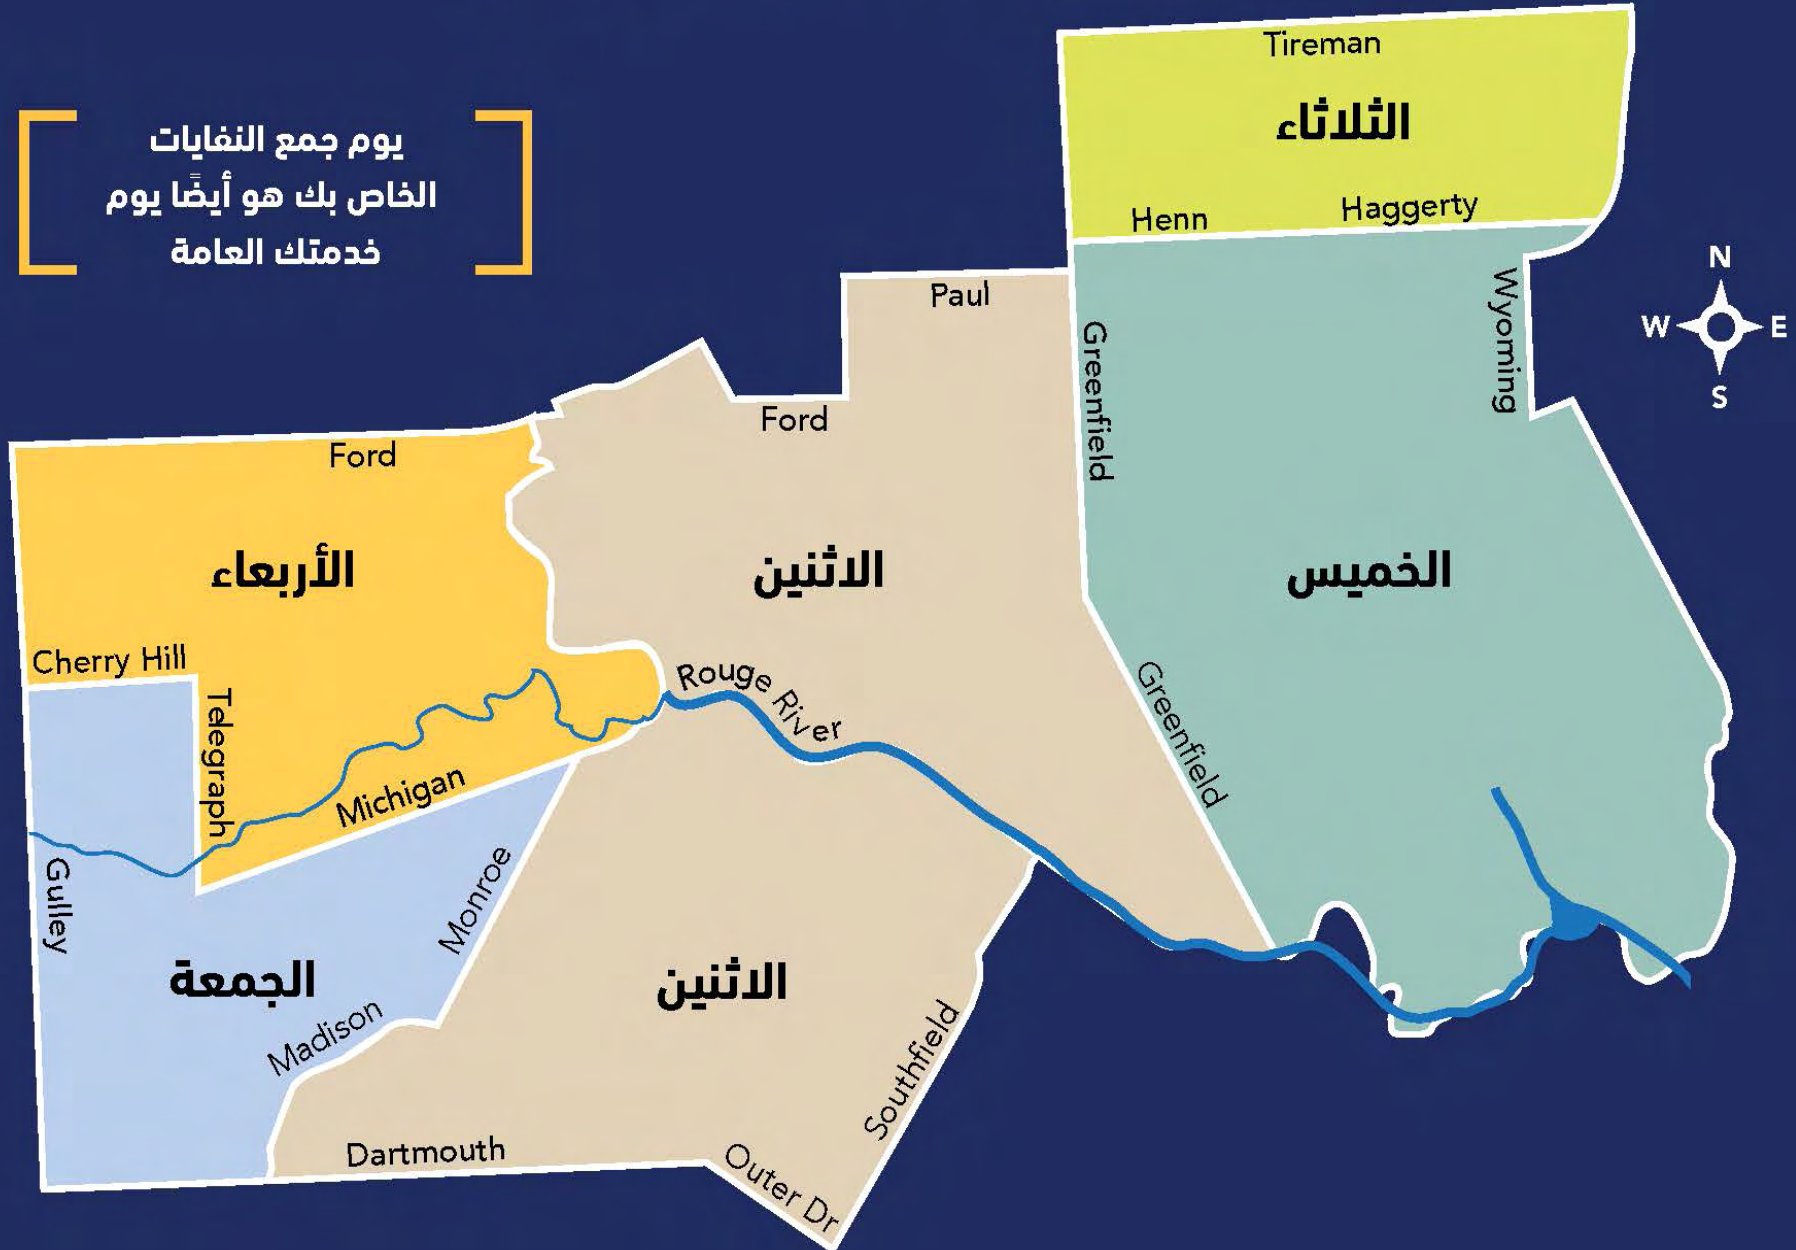 يوم جمع النفايات
الخاص بك هو أيضًا يوم
خدمتك العامة
Tireman
الثلاثاء
Henn
Haggerty
N
W
E
S
Paul
Greenfield
Wyoming
Ford
Ford
الأربعاء
الاثنين
الخميس
Cherry Hill
Telegraph
Rouge River
Greenfield
Michigan
Gulley
Monroe
الجمعة
الاثنين
Madison
Southfield
Dartmouth
Outer Dr